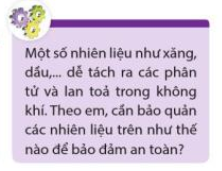 Một số nhiên liệu như xăng,
dầu,... dễ tách ra các phân
tử và lan toả trong không
khí. Theo em, cần bảo quản
các nhiên liệu trên như thế
nào để bảo đảm an toàn?